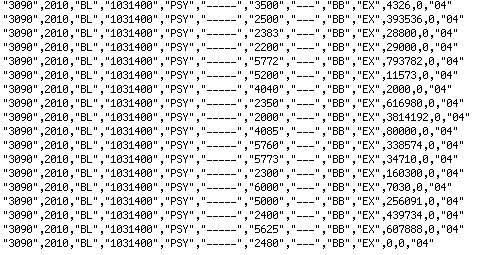 "3090",2010,"BL","1031400","PSY","-----","3500","---","BB","EX",4326,0,"04"
"3090",2010,"BL","1031400","PSY","-----","2500","---","BB","EX",393536,0,"04"
"3090",2010,"BL","1031400","PSY","-----","2383","---","BB","EX",28800,0,"04"
"3090",2010,"BL","1031400","PSY","-----","2200","---","BB","EX",29000,0,"04"
"3090",2010,"BL","1031400","PSY","-----","5772","---","BB","EX",793782,0,"04"
"3090",2010,"BL","1031400","PSY","-----","5200","---","BB","EX",11573,0,"04"
"3090",2010,"BL","1031400","PSY","-----","4040","---","BB","EX",2000,0,"04"
"3090",2010,"BL","1031400","PSY","-----","2350","---","BB","EX",616980,0,"04"
"3090",2010,"BL","1031400","PSY","-----","2000","---","BB","EX",3814192,0,"04"
"3090",2010,"BL","1031400","PSY","-----","4085","---","BB","EX",80000,0,"04"
"3090",2010,"BL","1031400","PSY","-----","5760","---","BB","EX",338574,0,"04"
"3090",2010,"BL","1031400","PSY","-----","5773","---","BB","EX",34710,0,"04"
"3090",2010,"BL","1031400","PSY","-----","2300","---","BB","EX",160300,0,"04"
"3090",2010,"BL","1031400","PSY","-----","6000","---","BB","EX",7030,0,"04"
"3090",2010,"BL","1031400","PSY","-----","5000","---","BB","EX",256091,0,"04"
"3090",2010,"BL","1031400","PSY","-----","2400","---","BB","EX",439734,0,"04"
"3090",2010,"BL","1031400","PSY","-----","5625","---","BB","EX",607888,0,"04"
"3090",2010,"BL","1031400","PSY","-----","2480","---","BB","EX",0,0,"04"